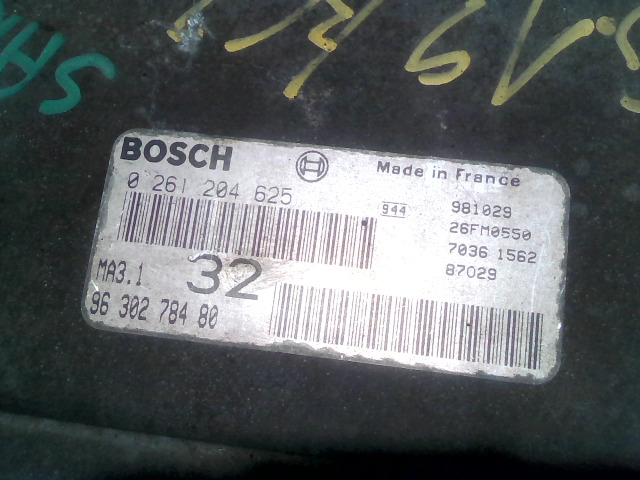 BOSCH
Made in France
0 261 204 625
944
981029
26FM0550
7036 1562
87029
MA3.1
32
96 302 784 80